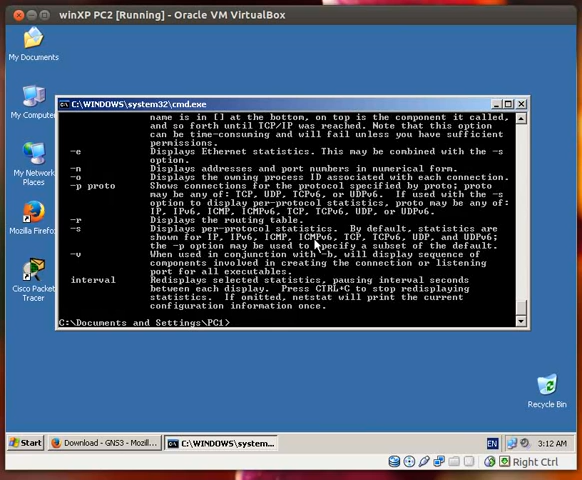 winXP PC2 [Running] - Oracle VM VirtualBox
My Documents
My Computer
My Network
Places
Mozilla Firefox
Cisco Packet
Tracer
C:\WINDOWS\system32\cmd.exe
name is in [] at the bottom, on top is the component it called,
and so forth until TCP/IP was reached. Note that this option
can be time-consuming and will fail unless you have sufficient
permissions.
-e Displays Ethernet statistics. This may be combined with the -s
option.
-n Displays addresses and port numbers in numerical form.
-o Displays the owning process ID associated with each connection.
-p proto Shows connections for the protocol specified by proto; proto
may be any of: TCP, UDP, TCPv6, or UDPv6. If used with the -s
option to display per-protocol statistics, proto may be any of:
IP, IPv6, ICMP, ICMPv6, TCP, TCPv6, UDP, or UDPv6.
-r Displays the routing table.
-s Displays per-protocol statistics. By default, statistics are
shown for IP, IPv6, ICMP, ICMPv6, TCP, TCPv6, UDP, and UDPv6;
the -p option may be used to specify a subset of the default.
-v When used in conjunction with -b, will display sequence of
components involved in creating the connection or listening
port for all executables.
interval Redisplays selected statistics, pausing interval seconds
between each display. Press CTRL+C to stop redisplaying
statistics. If omitted, netstat will print the current
configuration information once.
C:\Documents and Settings\PC1>
Recycle Bin
Start
Download - GNS3 - Mozill...
C:\WINDOWS\system...
EN
3:12 AM
Right Ctrl